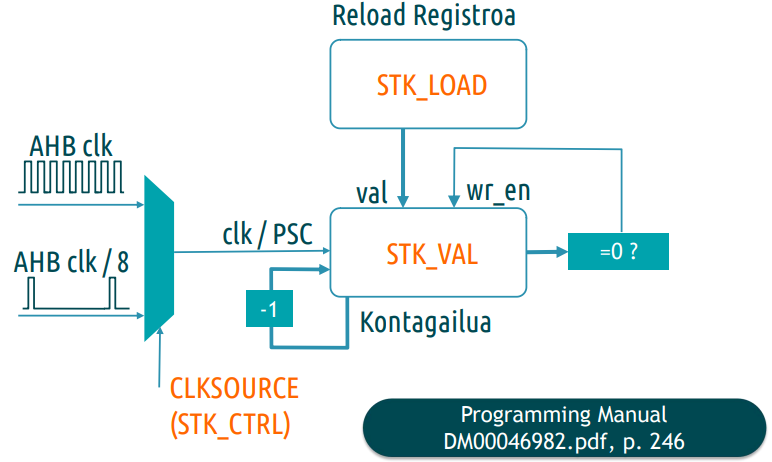 Reload Registroa
STK_LOAD
AHB clk
val
wr_en
clk / PSC
AHB clk / 8
STK_VAL
=0 ?
-1
Kontagailua
CLKSOURCE
(STK_CTRL)
Programming Manual
DM00046982.pdf, p. 246